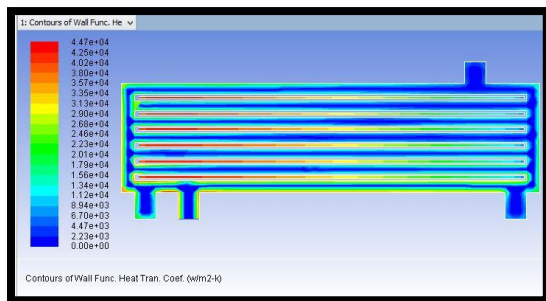 1: Contours of Wall Func. He
4.47e+04
4.25e+04
4.02e+04
3.80e+04
3.57e+04
3.35e+04
3.13e+04
2.90e+04
2.68e+04
2.46e+04
2.23e+04
2.01e+04
1.79e+04
1.56e+04
1.34e+04
1.12e+04
8.94e+03
6.70e+03
4.47e+03
2.23e+03
0.00e+00
Contours of Wall Func. Heat Tran. Coef. (w/m2-k)